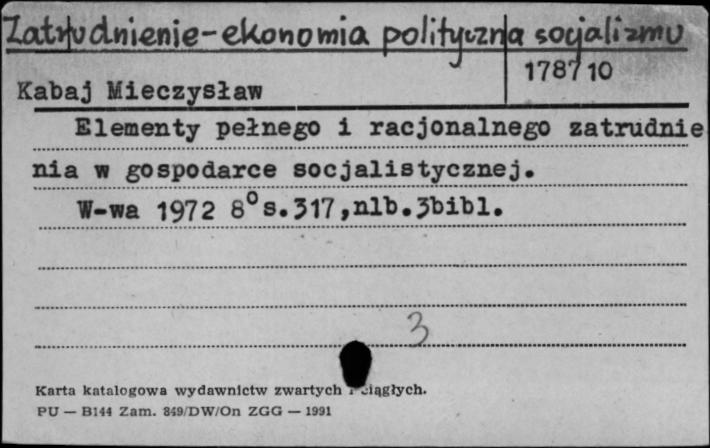 Zatrudnienie-ekonomia polityczna socjalizmu
178710
Kabaj Mieczysław
Elementy pełnego i racjonalnego zatrudnie
nia w gospodarce socjalistycznej.
W-wa 1972 8° s.317,nlb.3bibl.
3
Karta katalogowa wydawnictw zwartych ciągłych.
PU — B144 Zam. 849/DW/On ZGG — 1991